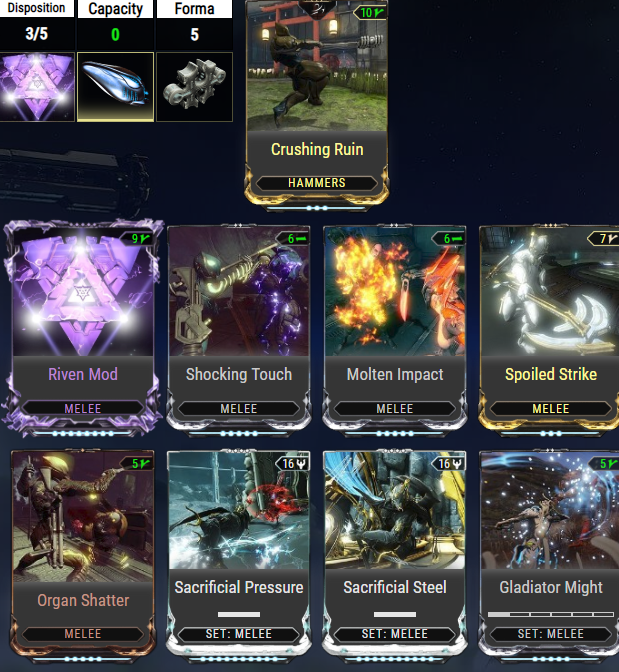 Disposition Capacity Forma
3/5 0 5
10
Crushing Ruin
HAMMERS
9 6 6 7
Riven Mod Shocking Touch Molten Impact Spoiled Strike
MELEE MELEE MELEE MELEE
5 16 16 5
Organ Shatter Sacrificial Pressure Sacrificial Steel Gladiator Might
MELEE SET: MELEE SET: MELEE SET: MELEE